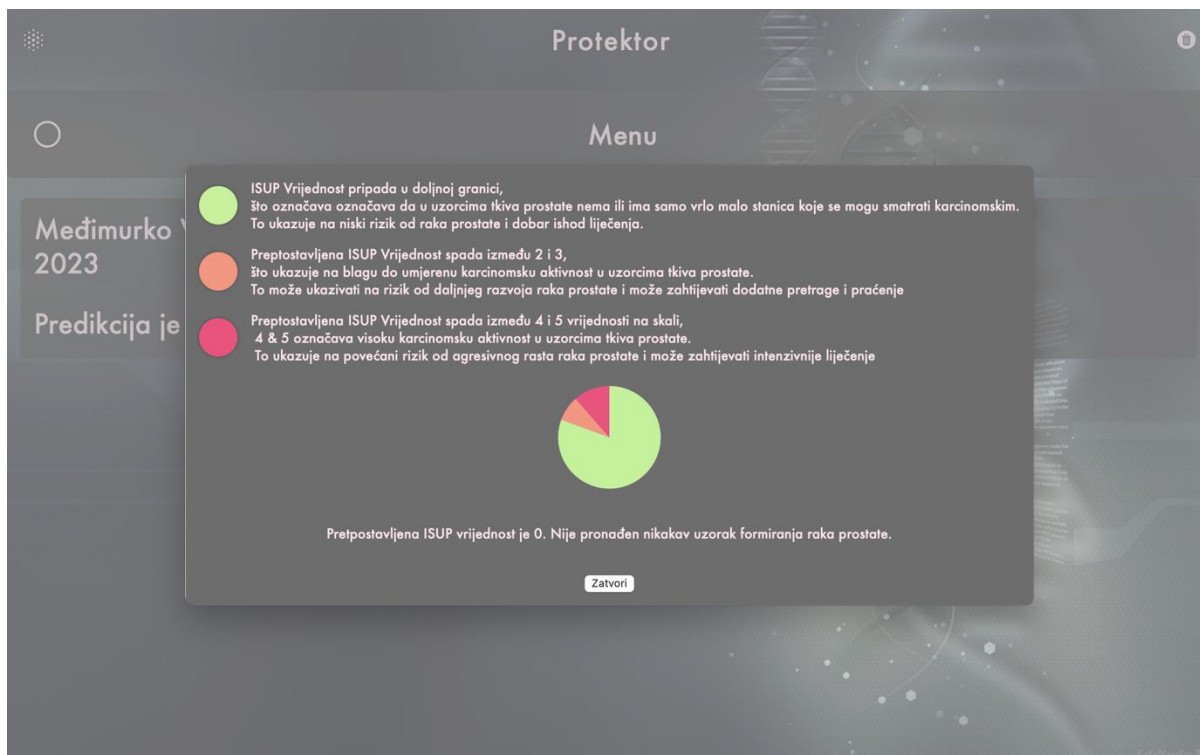 Protektor
Menu
Međimurko
2023
Predikcija je
ISUP Vrijednost pripada u doljnoj granici,
što označava označava da u uzorcima tkiva prostate nema ili ima samo vrlo malo stanica koje se mogu smatrati karcinomskim.
To ukazuje na niski rizik od raka prostate i dobar ishod liječenja.
Preptostavljena ISUP Vrijednost spada između 2 i 3,
što ukazuje na blagu do umjerenu karcinomsku aktivnost u uzorcima tkiva prostate.
To može ukazivati na rizik od daljnjeg razvoja raka prostate i može zahtijevati dodatne pretrage i praćenje
Preptostavljena ISUP Vrijednost spada između 4 i 5 vrijednosti na skali,
4 & 5 označava visoku karcinomsku aktivnost u uzorcima tkiva prostate.
To ukazuje na povećani rizik od agresivnog rasta raka prostate i može zahtijevati intenzivnije liječenje
Pretpostavljena ISUP vrijednost je 0. Nije pronađen nikakav uzorak formiranja raka prostate.
Zatvori